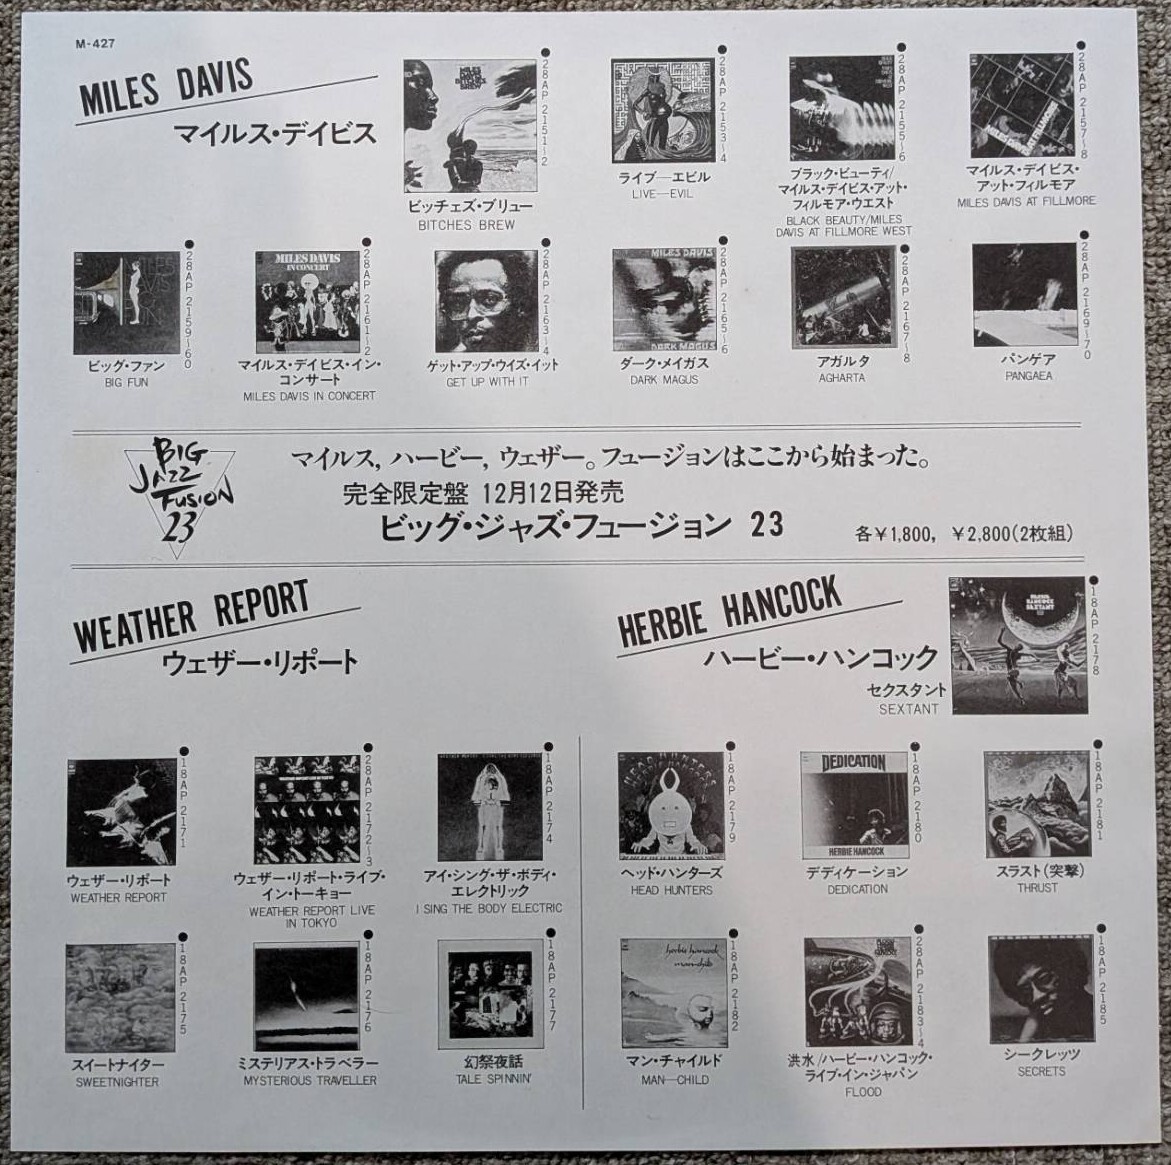 M-427
MILES DAVIS
マイルス・デイビス
28AP 2151~2
ビッチェズ・ブリュー
BITCHES BREW
28AP 2153~4
ライブ—エビル
LIVE—EVIL
28AP 2155~6
ブラック・ビューティ/
マイルス・デイビス・アット・
フィルモア・ウエスト
BLACK BEAUTY/MILES
DAVIS AT FILLMORE WEST
28AP 2157~8
マイルス・デイビス・
アット・フィルモア
MILES DAVIS AT FILLMORE
28AP 2159~60
ビッグ・ファン
BIG FUN
MILES DAVIS
IN CONCERT
28AP 2161~2
マイルス・デイビス・イン・
コンサート
MILES DAVIS IN CONCERT
28AP 2163~4
ゲット・アップ・ウイズ・イット
GET UP WITH IT
MILES DAVIS
DARK MAGUS
28AP 2165~6
ダーク・メイガス
DARK MAGUS
28AP 2167~8
アガルタ
AGHARTA
28AP 2169~70
パンゲア
PANGAEA
BIG
JAZZ
FUSION
23
マイルス, ハービー, ウェザー。フュージョンはここから始まった。
完全限定盤 12月12日発売
ビッグ・ジャズ・フュージョン 23
各￥1,800, ￥2,800(2枚組)
WEATHER REPORT
ウェザー・リポート
HERBIE HANCOCK
ハービー・ハンコック
セクスタント
SEXTANT
18AP 2178
18AP 2171
ウェザー・リポート
WEATHER REPORT
28AP 2172~3
ウェザー・リポート・ライブ・
イン・トーキョー
WEATHER REPORT LIVE
IN TOKYO
18AP 2174
アイ・シング・ザ・ボディ・
エレクトリック
I SING THE BODY ELECTRIC
HEAD HUNTERS
18AP 2179
ヘッド・ハンターズ
HEAD HUNTERS
DEDICATION
HERBIE HANCOCK
18AP 2180
デディケーション
DEDICATION
18AP 2181
スラスト(突撃)
THRUST
18AP 2175
スイートナイター
SWEETNIGHTER
18AP 2176
ミステリアス・トラベラー
MYSTERIOUS TRAVELLER
18AP 2177
幻祭夜話
TALE SPINNIN'
herbie hancock
man-child
18AP 2182
マン・チャイルド
MAN—CHILD
28AP 2183~4
洪水/ハービー・ハンコック・
ライブ・イン・ジャパン
FLOOD
18AP 2185
シークレッツ
SECRETS